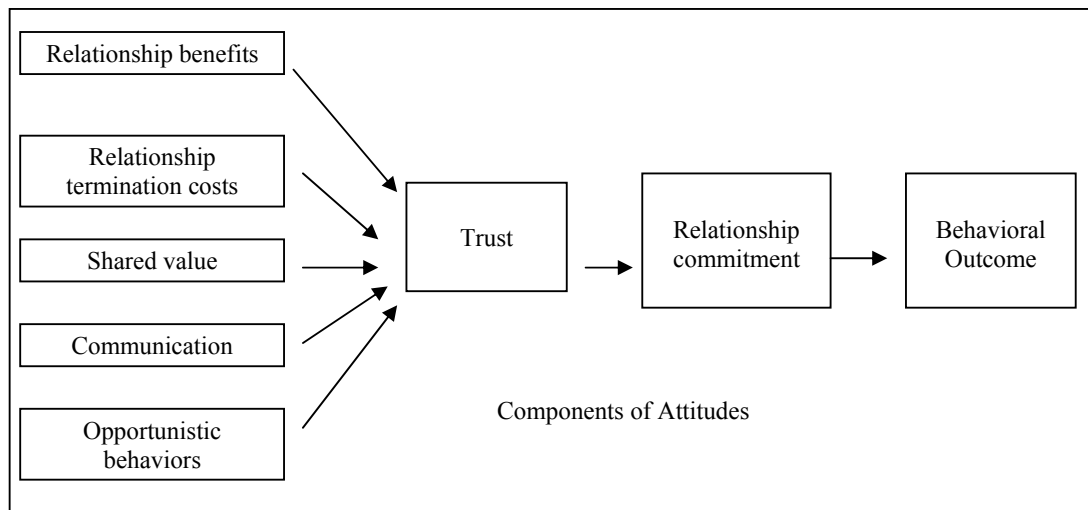 Relationship benefits
Relationship
termination costs
Shared value
Communication
Opportunistic
behaviors
Trust
Relationship
commitment
Behavioral
Outcome
Components of Attitudes